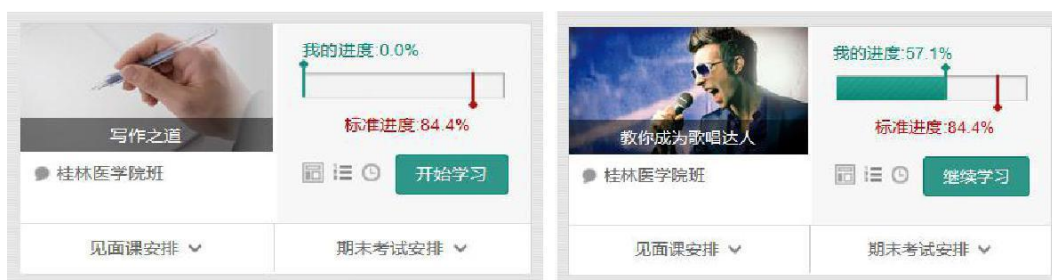 我的进度:0.0%
标准进度:84.4%
写作之道
桂林医学院班
开始学习
见面课安排
期末考试安排
我的进度:57.1%
标准进度:84.4%
教你成为歌唱达人
桂林医学院班
继续学习
见面课安排
期末考试安排